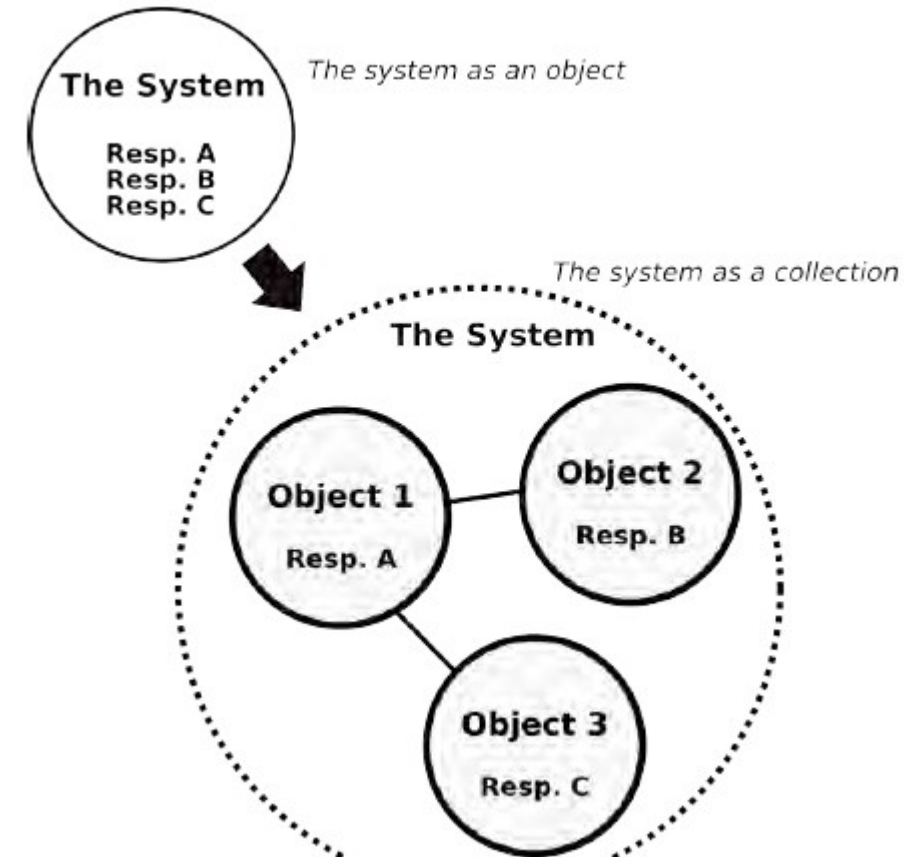 The System
The system as an object
Resp. A
Resp. B
Resp. C
The system as a collection
The System
Object 1
Resp. A
Object 2
Resp. B
Object 3
Resp. C